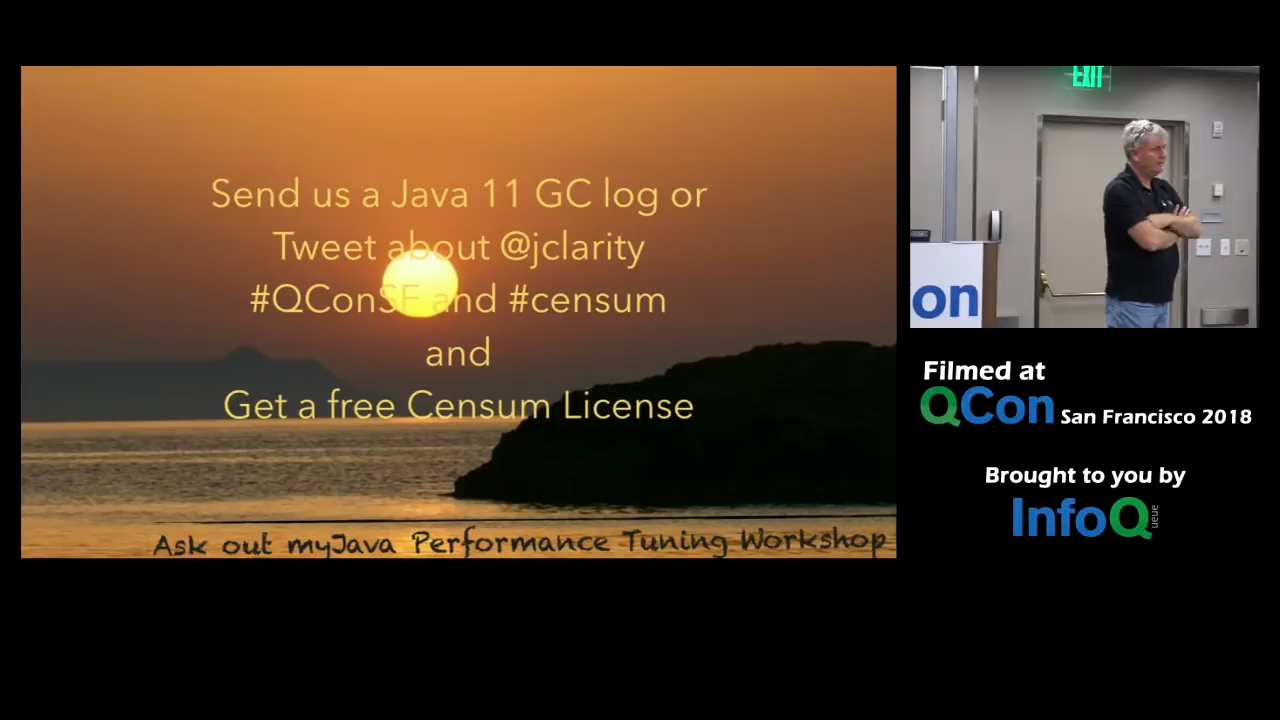 Send us a Java 11 GC log or
Tweet about @jclarity
#QConSF and #censum
and
Get a free Censum License
Ask out myJava Performance Tuning Workshop
EXIT
on
Filmed at
QCon San Francisco 2018
Brought to you by
InfoQueue